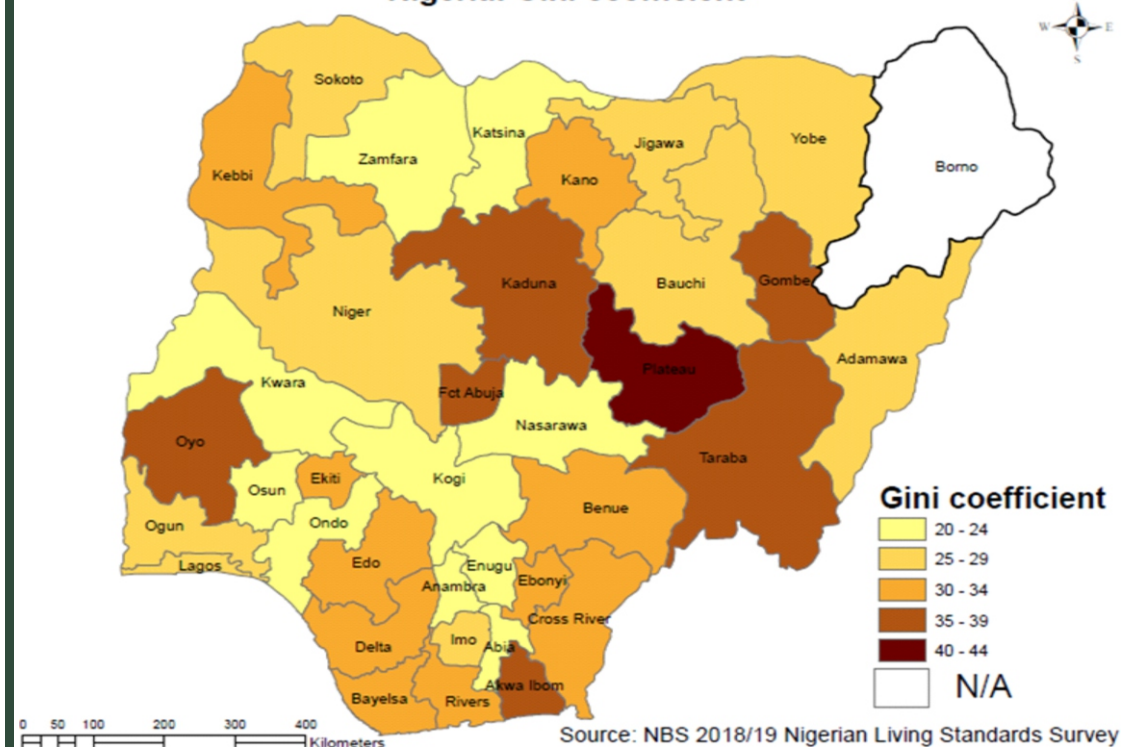 W E
S
Sokoto
Katsina
Zamfara
Jigawa
Yobe
Borno
Kebbi
Kano
Kaduna
Bauchi
Gombe
Niger
Adamawa
Plateau
Kwara
Fct Abuja
Nasarawa
Oyo
Taraba
Ekiti
Kogi
Osun
Benue
Ondo
Ogun
Edo
Lagos
Enugu
Anambra
Ebonyi
Cross River
Imo
Abia
Delta
Akwa Ibom
Bayelsa
Rivers
Gini coefficient
20 - 24
25 - 29
30 - 34
35 - 39
40 - 44
N/A
0 50 100 200 300 400
Kilometers
Source: NBS 2018/19 Nigerian Living Standards Survey